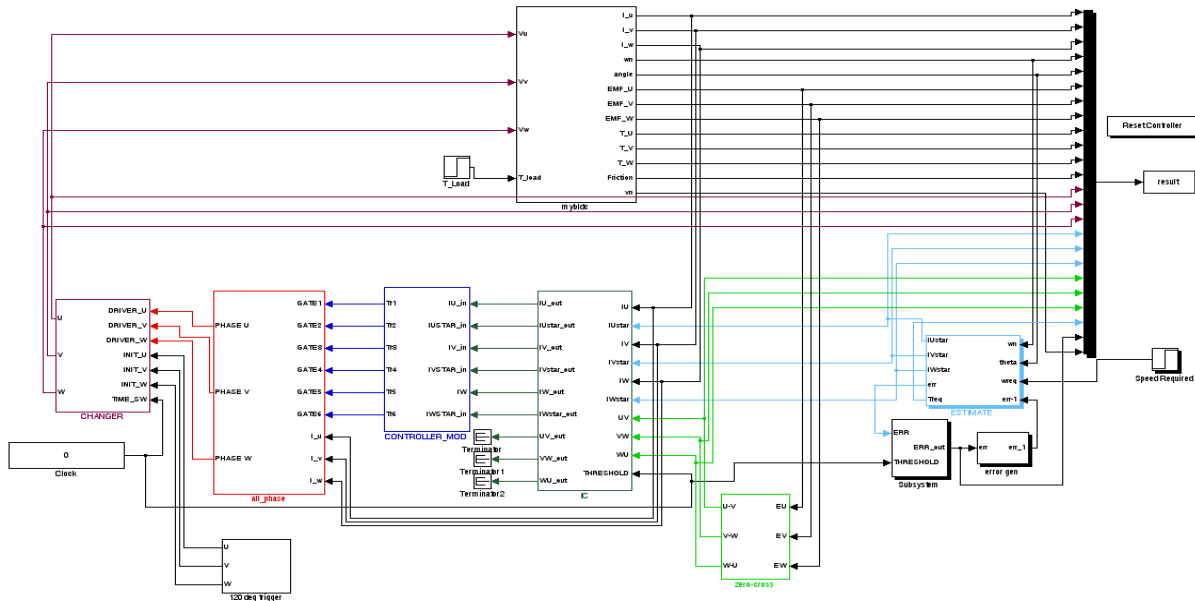 Vu
Vv
Vw
T_load
I_u
I_v
I_w
wn
angle
EMF_U
EMF_V
EMF_W
T_U
T_V
T_W
Friction
vn
mybldc
T_Load
Reset Controller
result
U
V
W
DRIVER_U
DRIVER_V
DRIVER_W
INIT_U
INIT_V
INIT_W
TIME_SW
CHANGER
0
Clock
PHASE U
PHASE V
PHASE W
GATE1
GATE2
GATE3
GATE4
GATE5
GATE6
I_u
I_v
I_w
all_phase
Tr1
Tr2
Tr3
Tr4
Tr5
Tr6
IU_in
IUSTAR_in
IV_in
IVSTAR_in
IW_in
IWSTAR_in
CONTROLLER_MOD
Terminator
Terminator1
Terminator2
IU_out
IUstar_out
IV_out
IVstar_out
IW_out
IWstar_out
UV_out
VW_out
WU_out
IU
IUstar
IV
IVstar
IW
IWstar
UV
VW
WU
THRESHOLD
IC
IUstar
IVstar
IWstar
err
Treq
wn
theta
wreq
err-1
ESTIMATE
Speed Required
ERR
THRESHOLD
ERR_out
Subsystem
err
err_1
error gen
U-V
V-W
W-U
EU
EV
EW
zero-cross
U
V
W
120 deg trigger